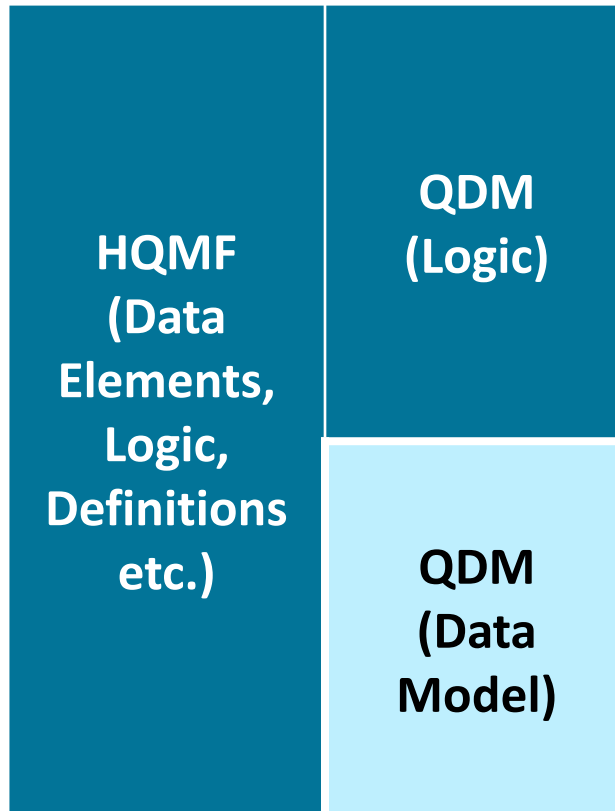 HQMF
(Data
Elements,
Logic,
Definitions
etc.)
QDM
(Logic)
QDM
(Data
Model)